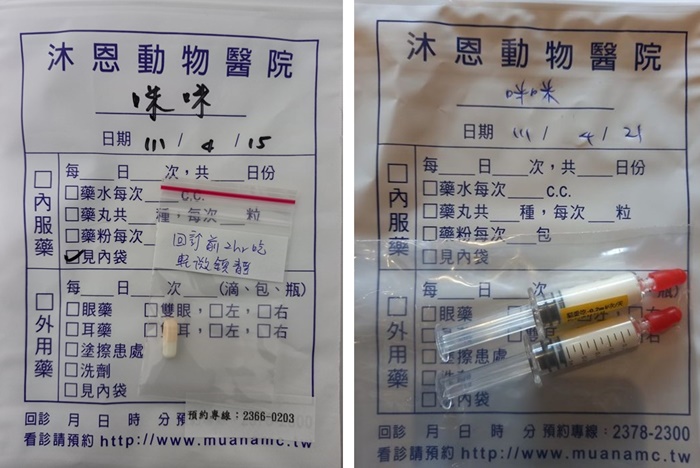 沐恩動物醫院
咪咪
日期 111 / 4 / 15
□內服藥
每 日 次，共 日份
□藥水每次 C.C.
□藥丸共 種，每次 粒
□藥粉每次
☑見內袋
回診前2hr吃
輕微鎮靜
□外用藥
每 日 次 (滴、包、瓶)
□眼藥 □雙眼，□左，□右
□耳藥 耳，□左，□右
□塗擦患處
□洗劑
□見內袋
預約專線：2366-0203
回診 月 日 時 分
看診請預約 http://www.muanamc.tw
沐恩動物醫院
咪咪
日期 111 / 4 / 21
□內服藥
每 日 次，共 日份
□藥水每次 C.C.
□藥丸共 種，每次 粒
□藥粉每次 包
□見內袋
□外用藥
每 日 瓶)
□眼藥 □右
□耳藥
□塗擦患處
□洗劑
見內袋
回診 月 日 時 分 預約專線：2378-2300
看診請預約 http://www.muanamc.tw